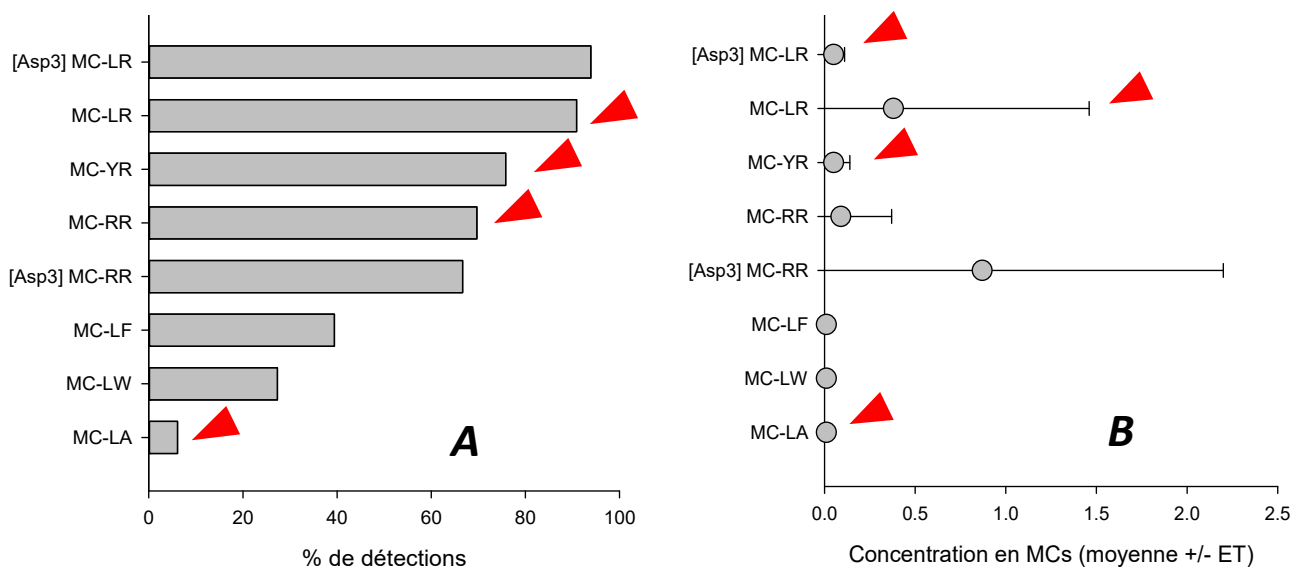 [Asp3] MC-LR
MC-LR
MC-YR
MC-RR
[Asp3] MC-RR
MC-LF
MC-LW
MC-LA
A
0 20 40 60 80 100
% de détections
[Asp3] MC-LR
MC-LR
MC-YR
MC-RR
[Asp3] MC-RR
MC-LF
MC-LW
MC-LA
B
0.0 0.5 1.0 1.5 2.0 2.5
Concentration en MCs (moyenne +/- ET)